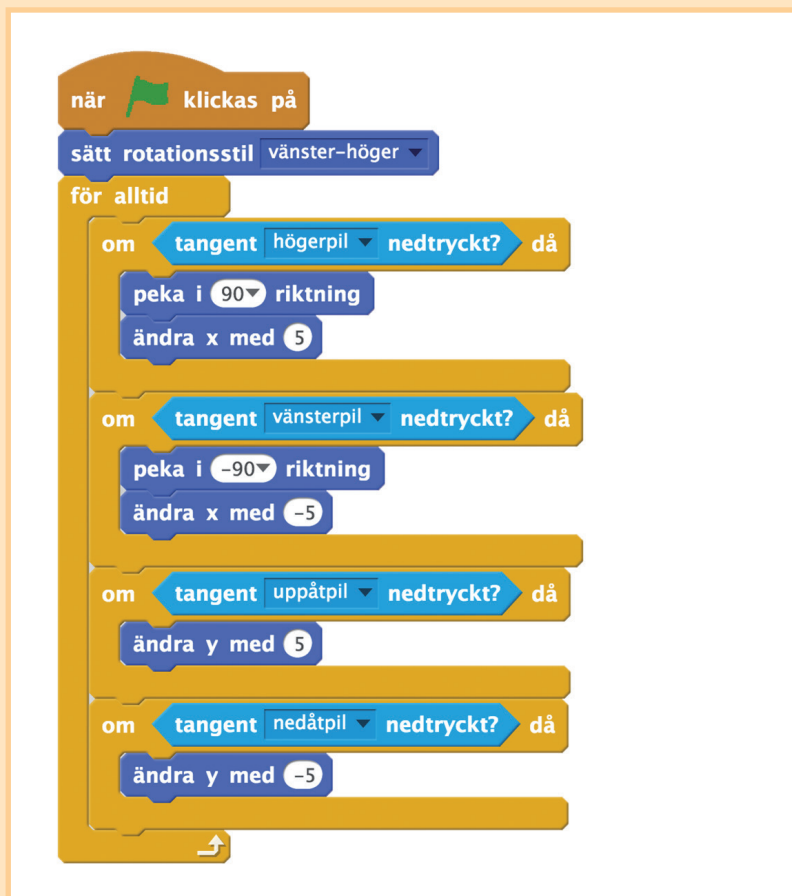 när klickas på
sätt rotationsstil vänster-höger
för alltid
om tangent högerpil nedtryckt? då
peka i 90 riktning
ändra x med 5
om tangent vänsterpil nedtryckt? då
peka i -90 riktning
ändra x med -5
om tangent uppåtpil nedtryckt? då
ändra y med 5
om tangent nedåtpil nedtryckt? då
ändra y med -5